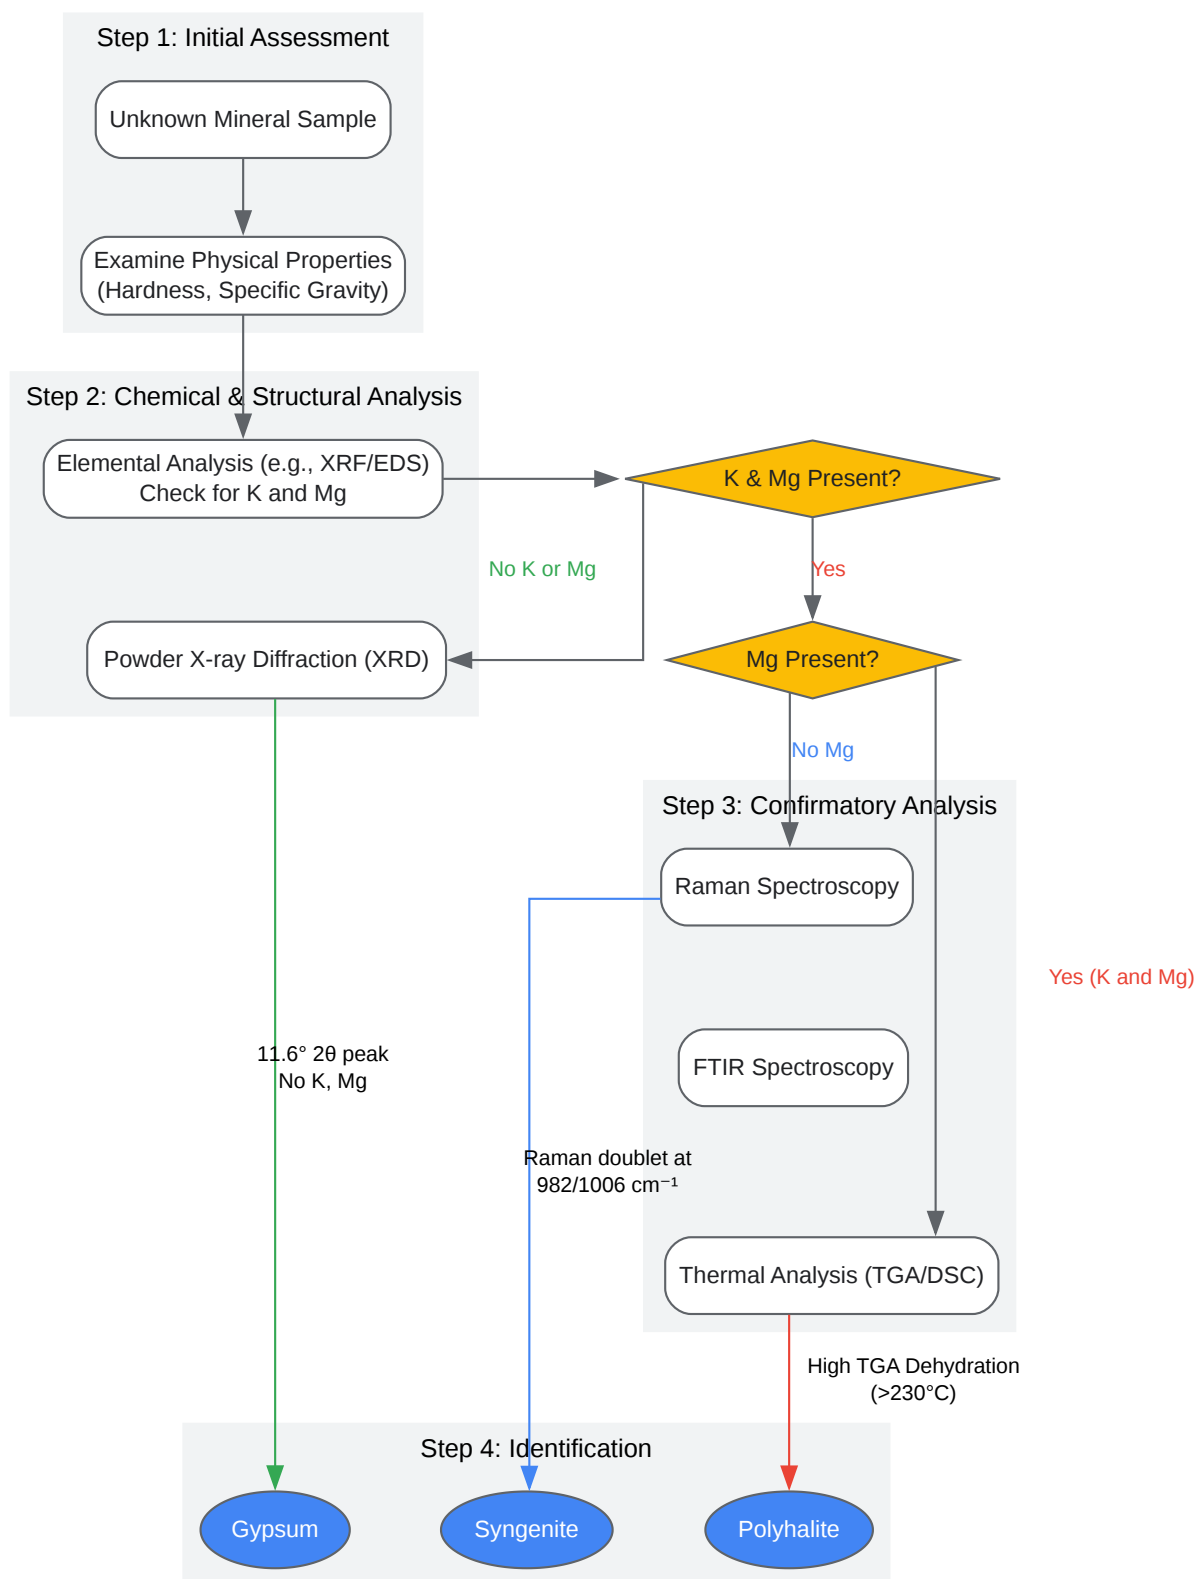 Step 1: Initial Assessment
Unknown Mineral Sample
Examine Physical Properties
(Hardness, Specific Gravity)
Step 2: Chemical & Structural Analysis
Elemental Analysis (e.g., XRF/EDS)
Check for K and Mg
K & Mg Present?
No K or Mg
Yes
Powder X-ray Diffraction (XRD)
Mg Present?
No Mg
Step 3: Confirmatory Analysis
Raman Spectroscopy
Yes (K and Mg)
FTIR Spectroscopy
11.6° 2θ peak
No K, Mg
Raman doublet at
982/1006 cm⁻¹
Thermal Analysis (TGA/DSC)
High TGA Dehydration
(>230°C)
Step 4: Identification
Gypsum
Syngenite
Polyhalite